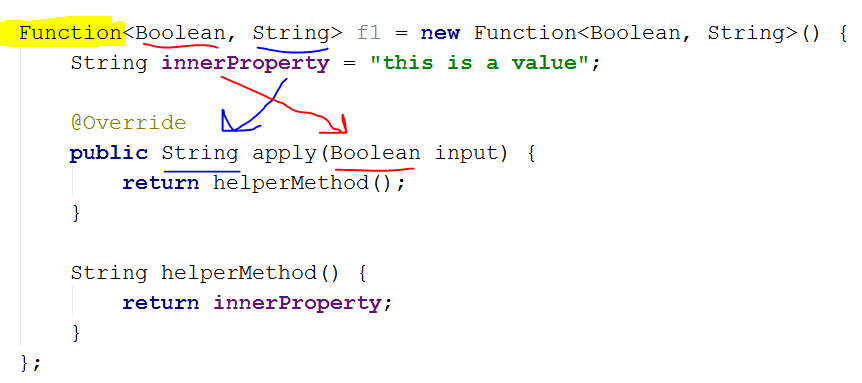 Function<Boolean, String> f1 = new Function<Boolean, String>() {
String innerProperty = "this is a value";
@Override
public String apply(Boolean input) {
return helperMethod();
}
String helperMethod() {
return innerProperty;
}
};